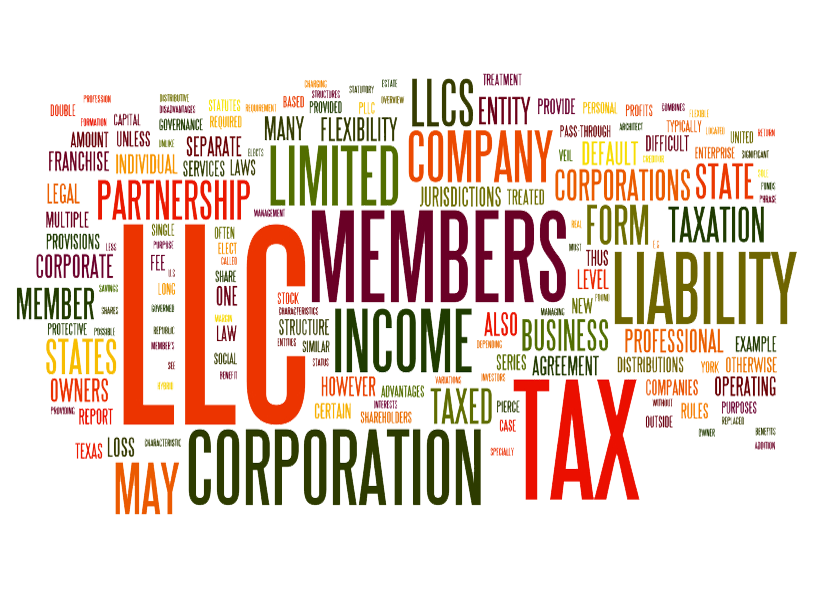 PROFESSION
DOUBLE
FORMATION
CAPITAL
AMOUNT
UNLESS
FRANCHISE
INDIVIDUAL
LEGAL
PARTNERSHIP
MULTIPLE
PROVISIONS
LESS
CORPORATE
SAVINGS
MEMBER
SHARES
PROTECTIVE
POSSIBLE
STATES
OWNERS
PROVIDING
REPORT
TEXAS
LOSS
CHARACTERISTIC
MAY
DISTRIBUTIVE
DISADVANTAGES
STATUTES
REQUIREMENT
GOVERNANCE
REQUIRED
UNLIKE
SEPARATE
ELECTS
SERVICES
LAWS
MANAGEMENT
SINGLE
PURPOSE
FEE
U.S
LONG
GOVERNED
REPUBLIC
MEMBER'S
SEE
HYBRID
LLC
OFTEN
ELECT
CALLED
SHARE
ONE
MARGIN
LAW
SOCIAL
BENEFIT
CHARGING
STRUCTURES
BASED
PROVIDED
STATUTORY
ESTATE
PLLC
OVERVIEW
MANY
FLEXIBILITY
LIMITED
LLCS
TREATMENT
ENTITY
PROVIDE
PERSONAL
PROFITS
COMBINES
FLEXIBLE
COMPANY
PASS-THROUGH
ARCHITECT
TYPICALLY
LOCATED
UNITED
RETURN
VEIL
DEFAULT
DIFFICULT
ENTERPRISE
SIGNIFICANT
CORPORATIONS
STATE
FUNDS
PHRASE
JURISDICTIONS
TREATED
MEMBERS
REAL
FORM
TAXATION
MUST
THUS
LEVEL
LIABILITY
STOCK
CHARACTERISTICS
STRUCTURE
ENTITIES
SIMILAR
STATUS
INCOME
ALSO
DEPENDING
MANAGING
NEW
FOUND
BUSINESS
PROFESSIONAL
EXAMPLE
SERIES
AGREEMENT
DISTRIBUTIONS
YORK
OTHERWISE
INVESTORS
HOWEVER
ADVANTAGES
VARIATIONS
CERTAIN
INTERESTS
SHAREHOLDERS
TAXED
PIERCE
CASE
TAX
COMPANIES
OPERATING
WITHOUT
RULES
PURPOSES
OUTSIDE
REPLACED
OWNER
BENEFITS
ADDITION
CORPORATION
SPECIALLY